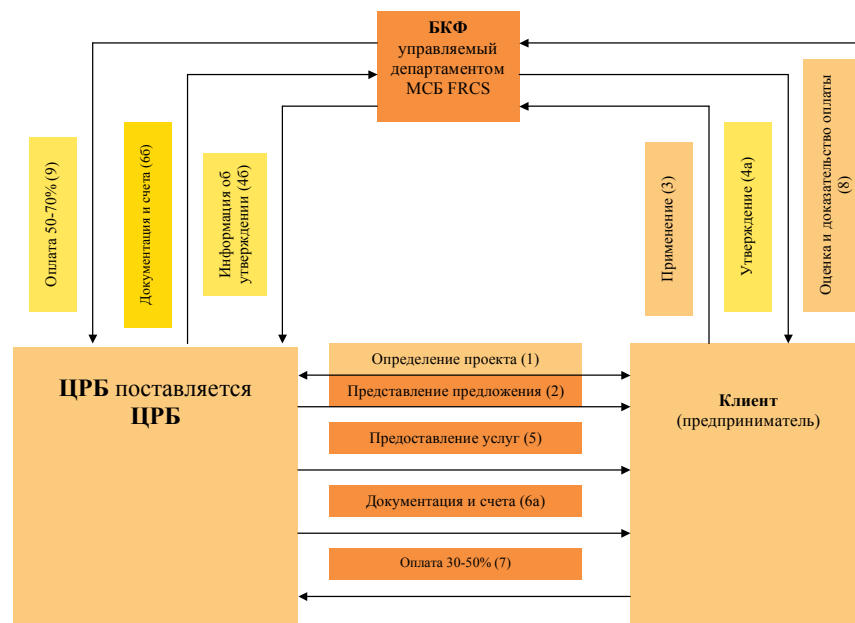 БКФ
управляемый
департаментом
МСБ FRCS
Оплата 50-70% (9)
Документация и счета (6б)
Информация об
утверждении (4б)
Применение (3)
Утверждение (4а)
Оценка и доказательство оплаты
(8)
ЦРБ поставляется
ЦРБ
Определение проекта (1)
Представление предложения (2)
Предоставление услуг (5)
Документация и счета (6а)
Оплата 30-50% (7)
Клиент
(предприниматель)